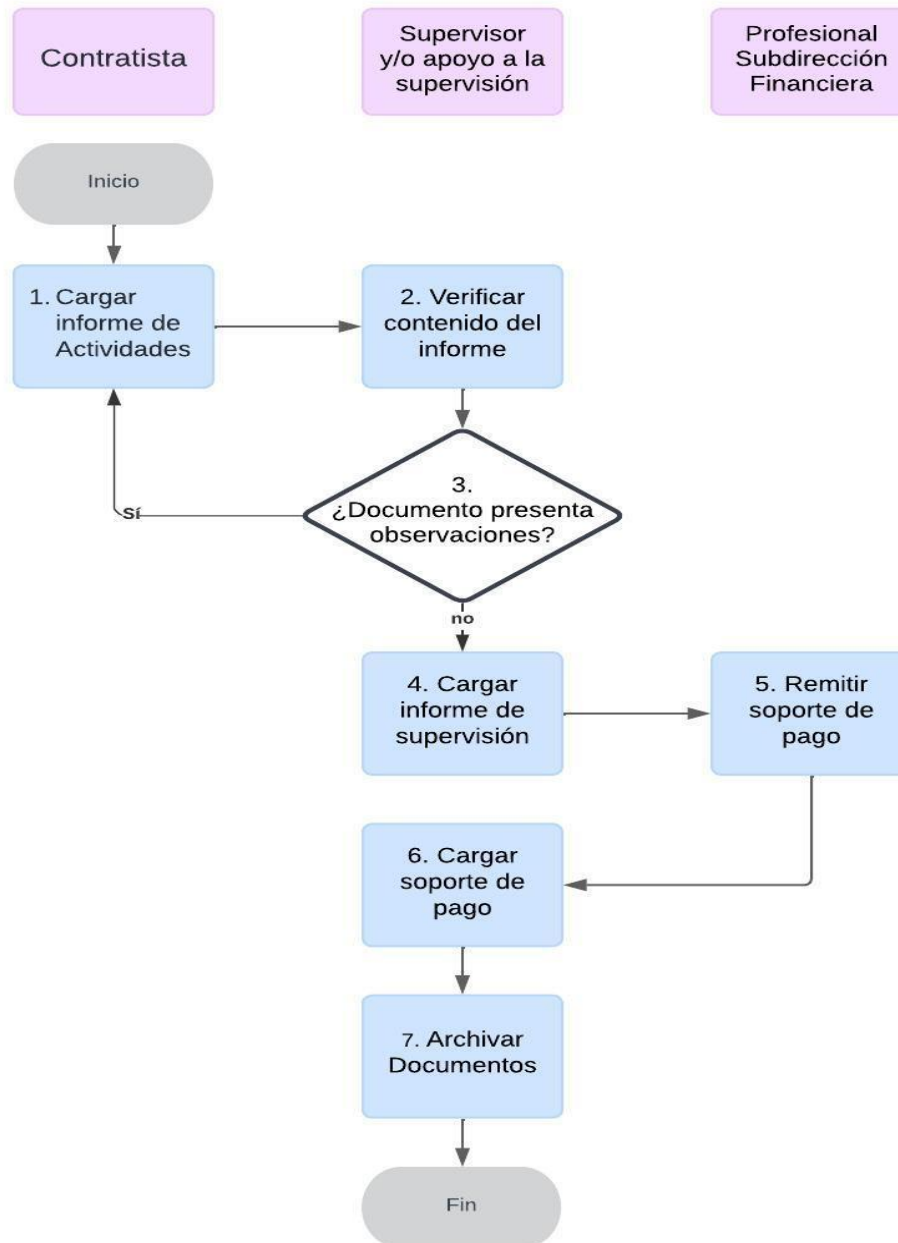 Contratista
Supervisor
y/o apoyo a la
supervisión
Profesional
Subdirección
Financiera
Inicio
1. Cargar
informe de
Actividades
2. Verificar
contenido del
informe
3.
¿Documento presenta
observaciones?
Sí
no
4. Cargar
informe de
supervisión
5. Remitir
soporte de
pago
6. Cargar
soporte de
pago
7. Archivar
Documentos
Fin